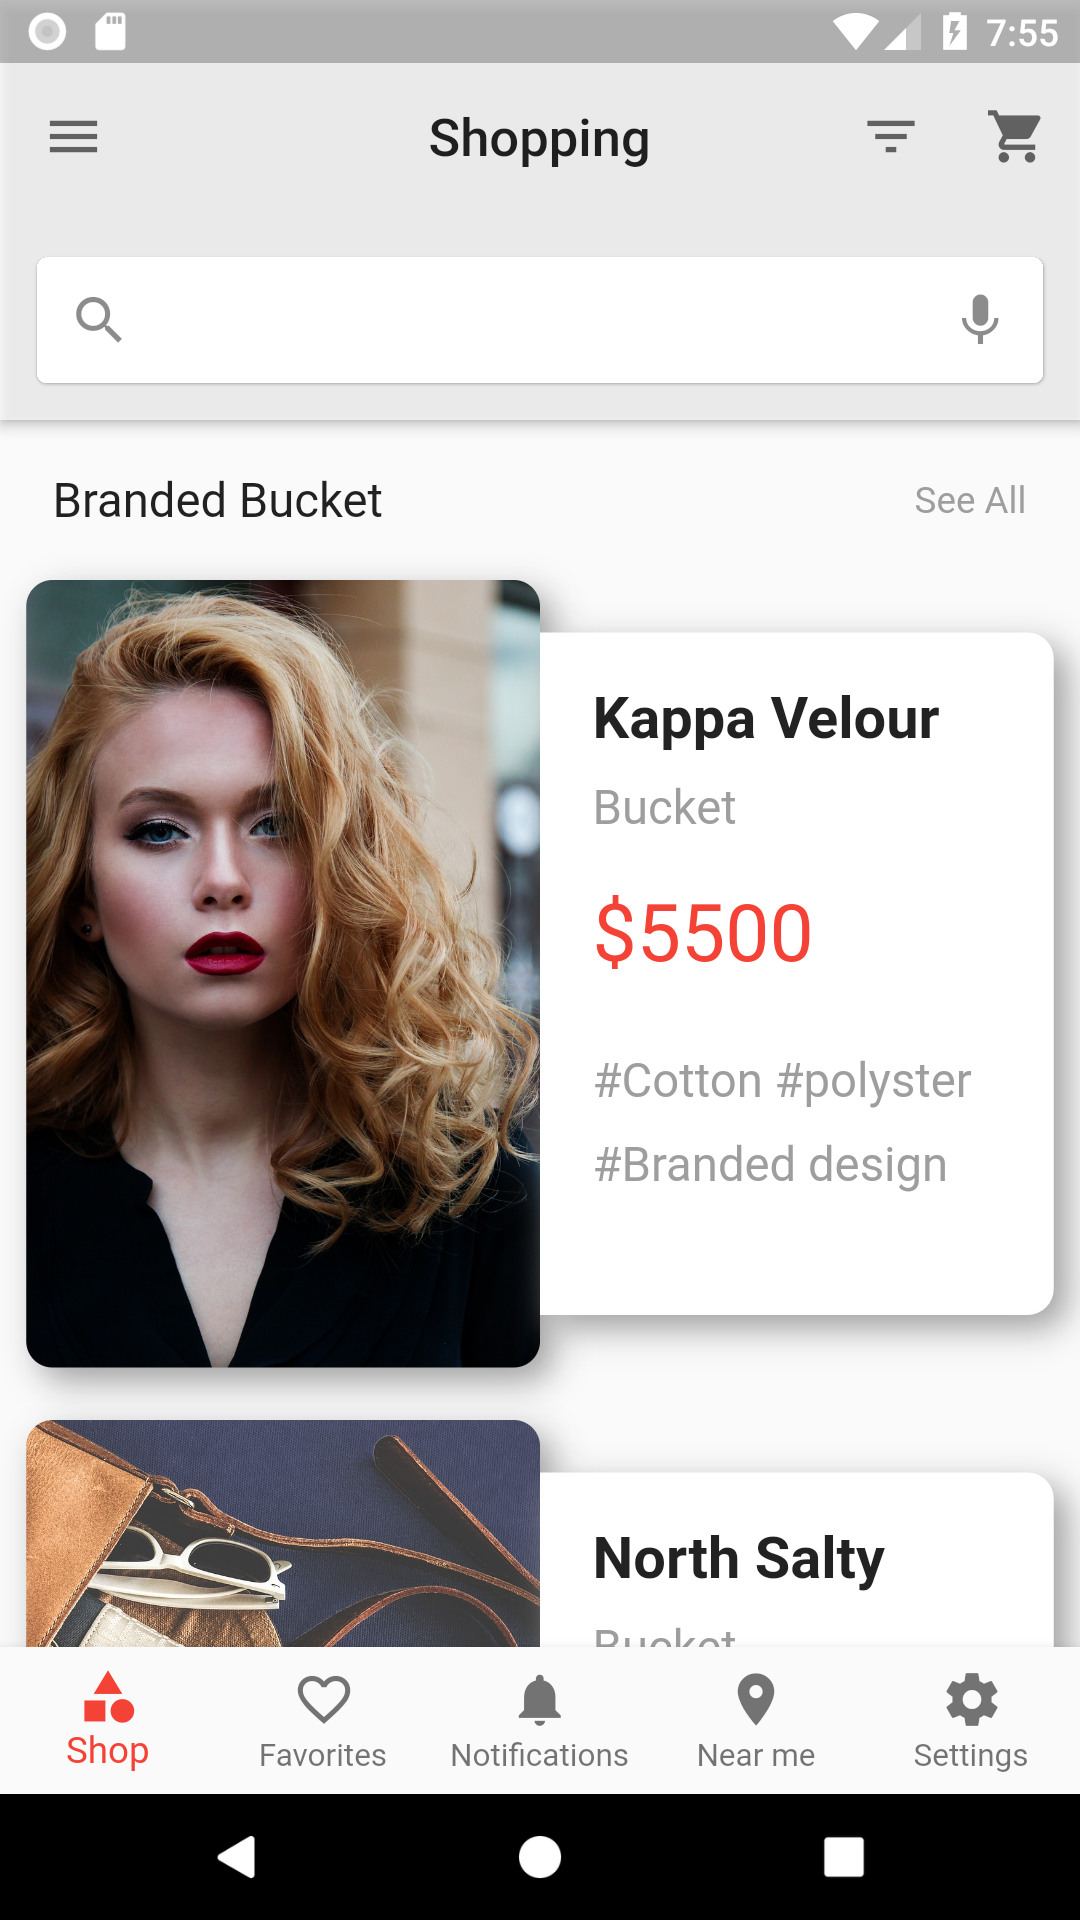 7:55
Shopping
Branded Bucket
See All
Kappa Velour
Bucket
$5500
#Cotton #polyster
#Branded design
North Salty
Bucket
Shop
Favorites
Notifications
Near me
Settings